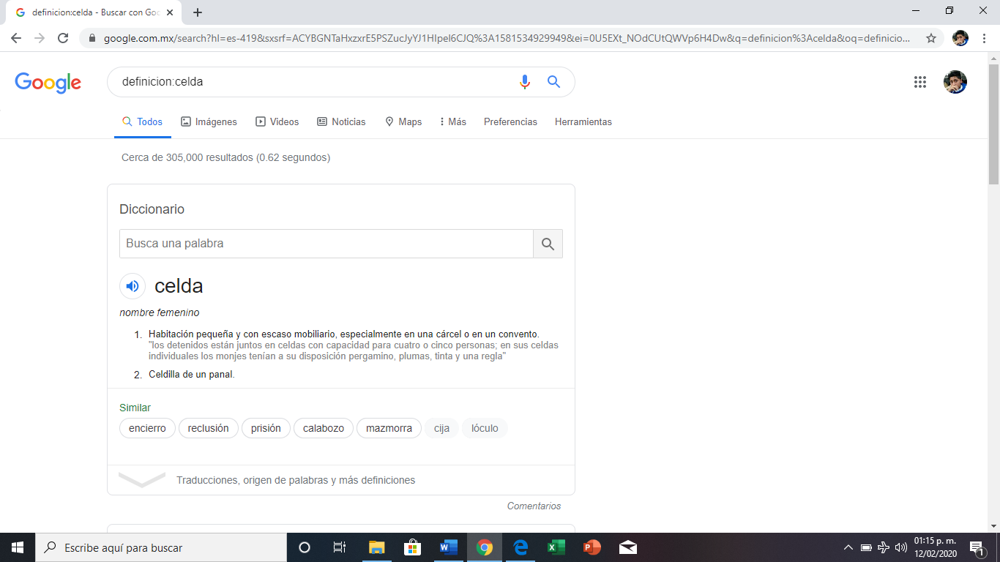 definicion:celda - Buscar con Goo
google.com.mx/search?hl=es-419&sxsrf=ACYBGNTaHxzxrE5PSZucJyYJ1HIpel6CJQ%3A1581534929949&ei=0U5EXt_NOdCUtQWVp6H4Dw&q=definicion%3Acelda&oq=definicio...
Google
definicion:celda
Todos Imágenes Videos Noticias Maps Más Preferencias Herramientas
Cerca de 305,000 resultados (0.62 segundos)
Diccionario
Busca una palabra
celda
nombre femenino
1. Habitación pequeña y con escaso mobiliario, especialmente en una cárcel o en un convento.
"los detenidos están juntos en celdas con capacidad para cuatro o cinco personas; en sus celdas
individuales los monjes tenían a su disposición pergamino, plumas, tinta y una regla"
2. Celdilla de un panal.
Similar
encierro reclusión prisión calabozo mazmorra cija lóculo
Traducciones, origen de palabras y más definiciones
Comentarios
Escribe aquí para buscar
01:15 p. m.
12/02/2020
1